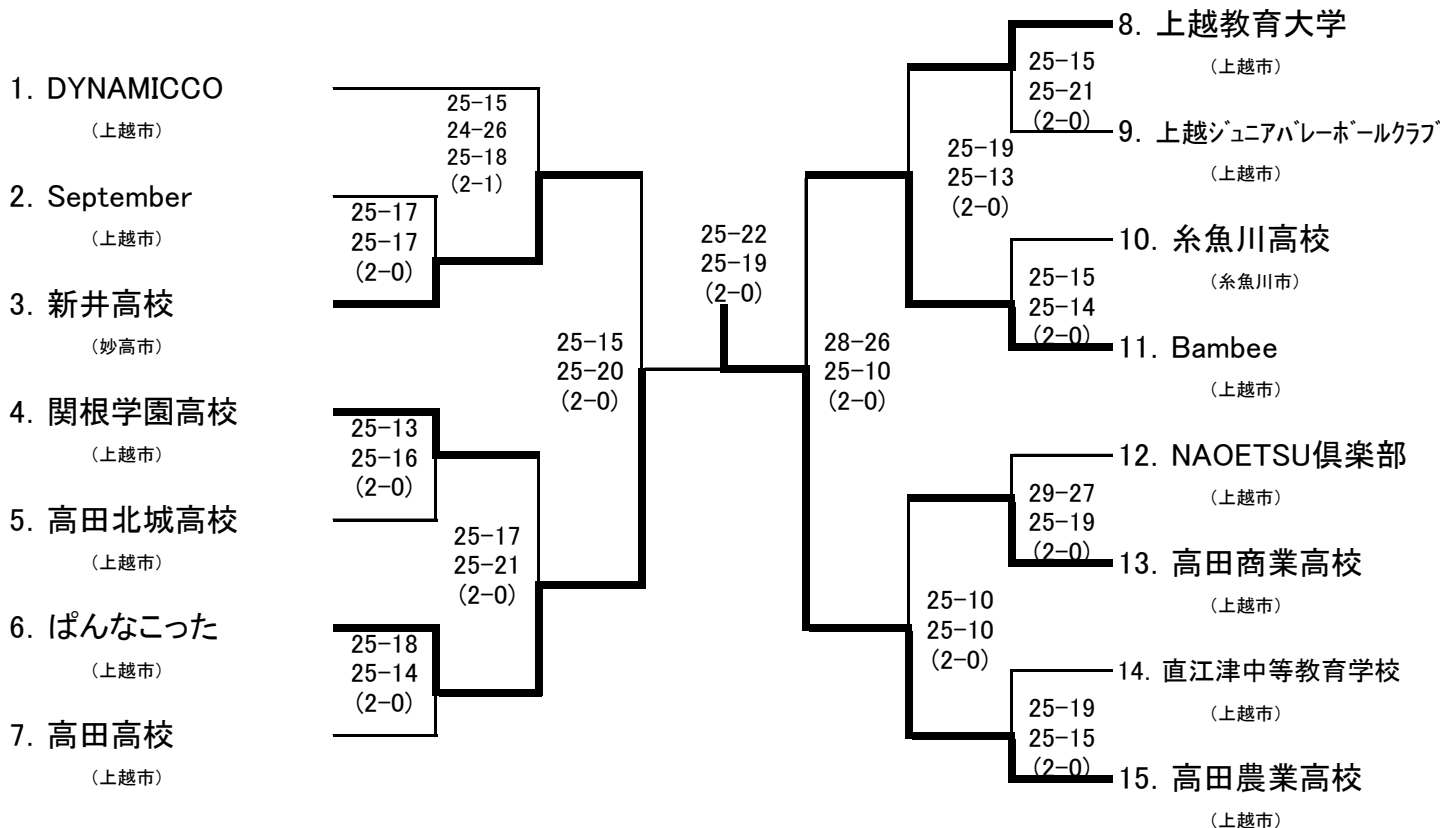 1. DYNAMICCO
（上越市）
2. September
（上越市）
3. 新井高校
（妙高市）
4. 関根学園高校
（上越市）
5. 高田北城高校
（上越市）
6. ぱんなこった
（上越市）
7. 高田高校
（上越市）
25-15
24-26
25-18
(2-1)
25-17
25-17
(2-0)
25-13
25-16
(2-0)
25-17
25-21
(2-0)
25-18
25-14
(2-0)
25-15
25-20
(2-0)
25-22
25-19
(2-0)
28-26
25-10
(2-0)
25-19
25-13
(2-0)
25-10
25-10
(2-0)
25-15
25-21
(2-0)
25-15
25-14
(2-0)
29-27
25-19
(2-0)
25-19
25-15
(2-0)
8. 上越教育大学
（上越市）
9. 上越ｼﾞｭﾆｱﾊﾞﾚｰﾎﾞｰﾙｸﾗﾌﾞ
（上越市）
10. 糸魚川高校
（糸魚川市）
11. Bambee
（上越市）
12. NAOETSU倶楽部
（上越市）
13. 高田商業高校
（上越市）
14. 直江津中等教育学校
（上越市）
15. 高田農業高校
（上越市）